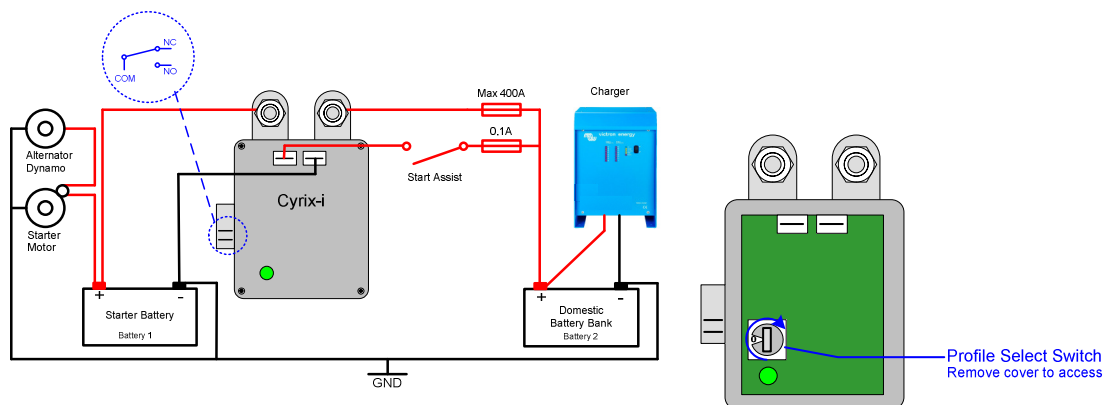 NC
COM
NO
Max 400A
Charger
0,1A
victron energy
Alternator
Dynamo
Start Assist
Cyrix-i
Starter
Motor
+
-
Starter Battery
Battery 1
+
-
Domestic
Battery Bank
Battery 2
GND
Profile Select Switch
Remove cover to access